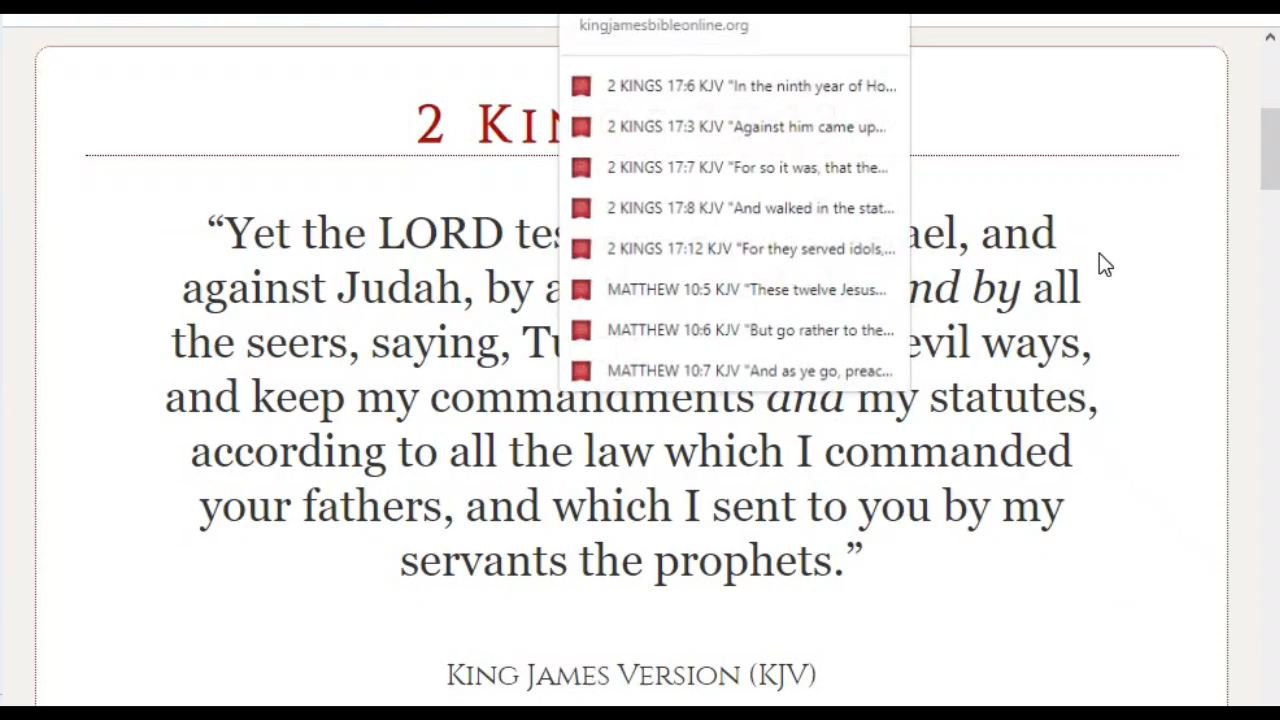 kingjamesbibleonline.org
2 KINGS 17:6 KJV "In the ninth year of Ho...
2 KINGS 17:3 KJV "Against him came up...
2 KINGS 17:7 KJV "For so it was, that the...
2 KINGS 17:8 KJV "And walked in the stat...
2 KINGS 17:12 KJV "For they served idols,...
MATTHEW 10:5 KJV "These twelve Jesus...
MATTHEW 10:6 KJV "But go rather to the...
MATTHEW 10:7 KJV "And as ye go, preac...
2
“Yet the LORD and
against Judah, by by all
the seers, saying, evil ways,
and keep my commandments and my statutes,
according to all the law which I commanded
your fathers, and which I sent to you by my
servants the prophets.”
King James Version (KJV)